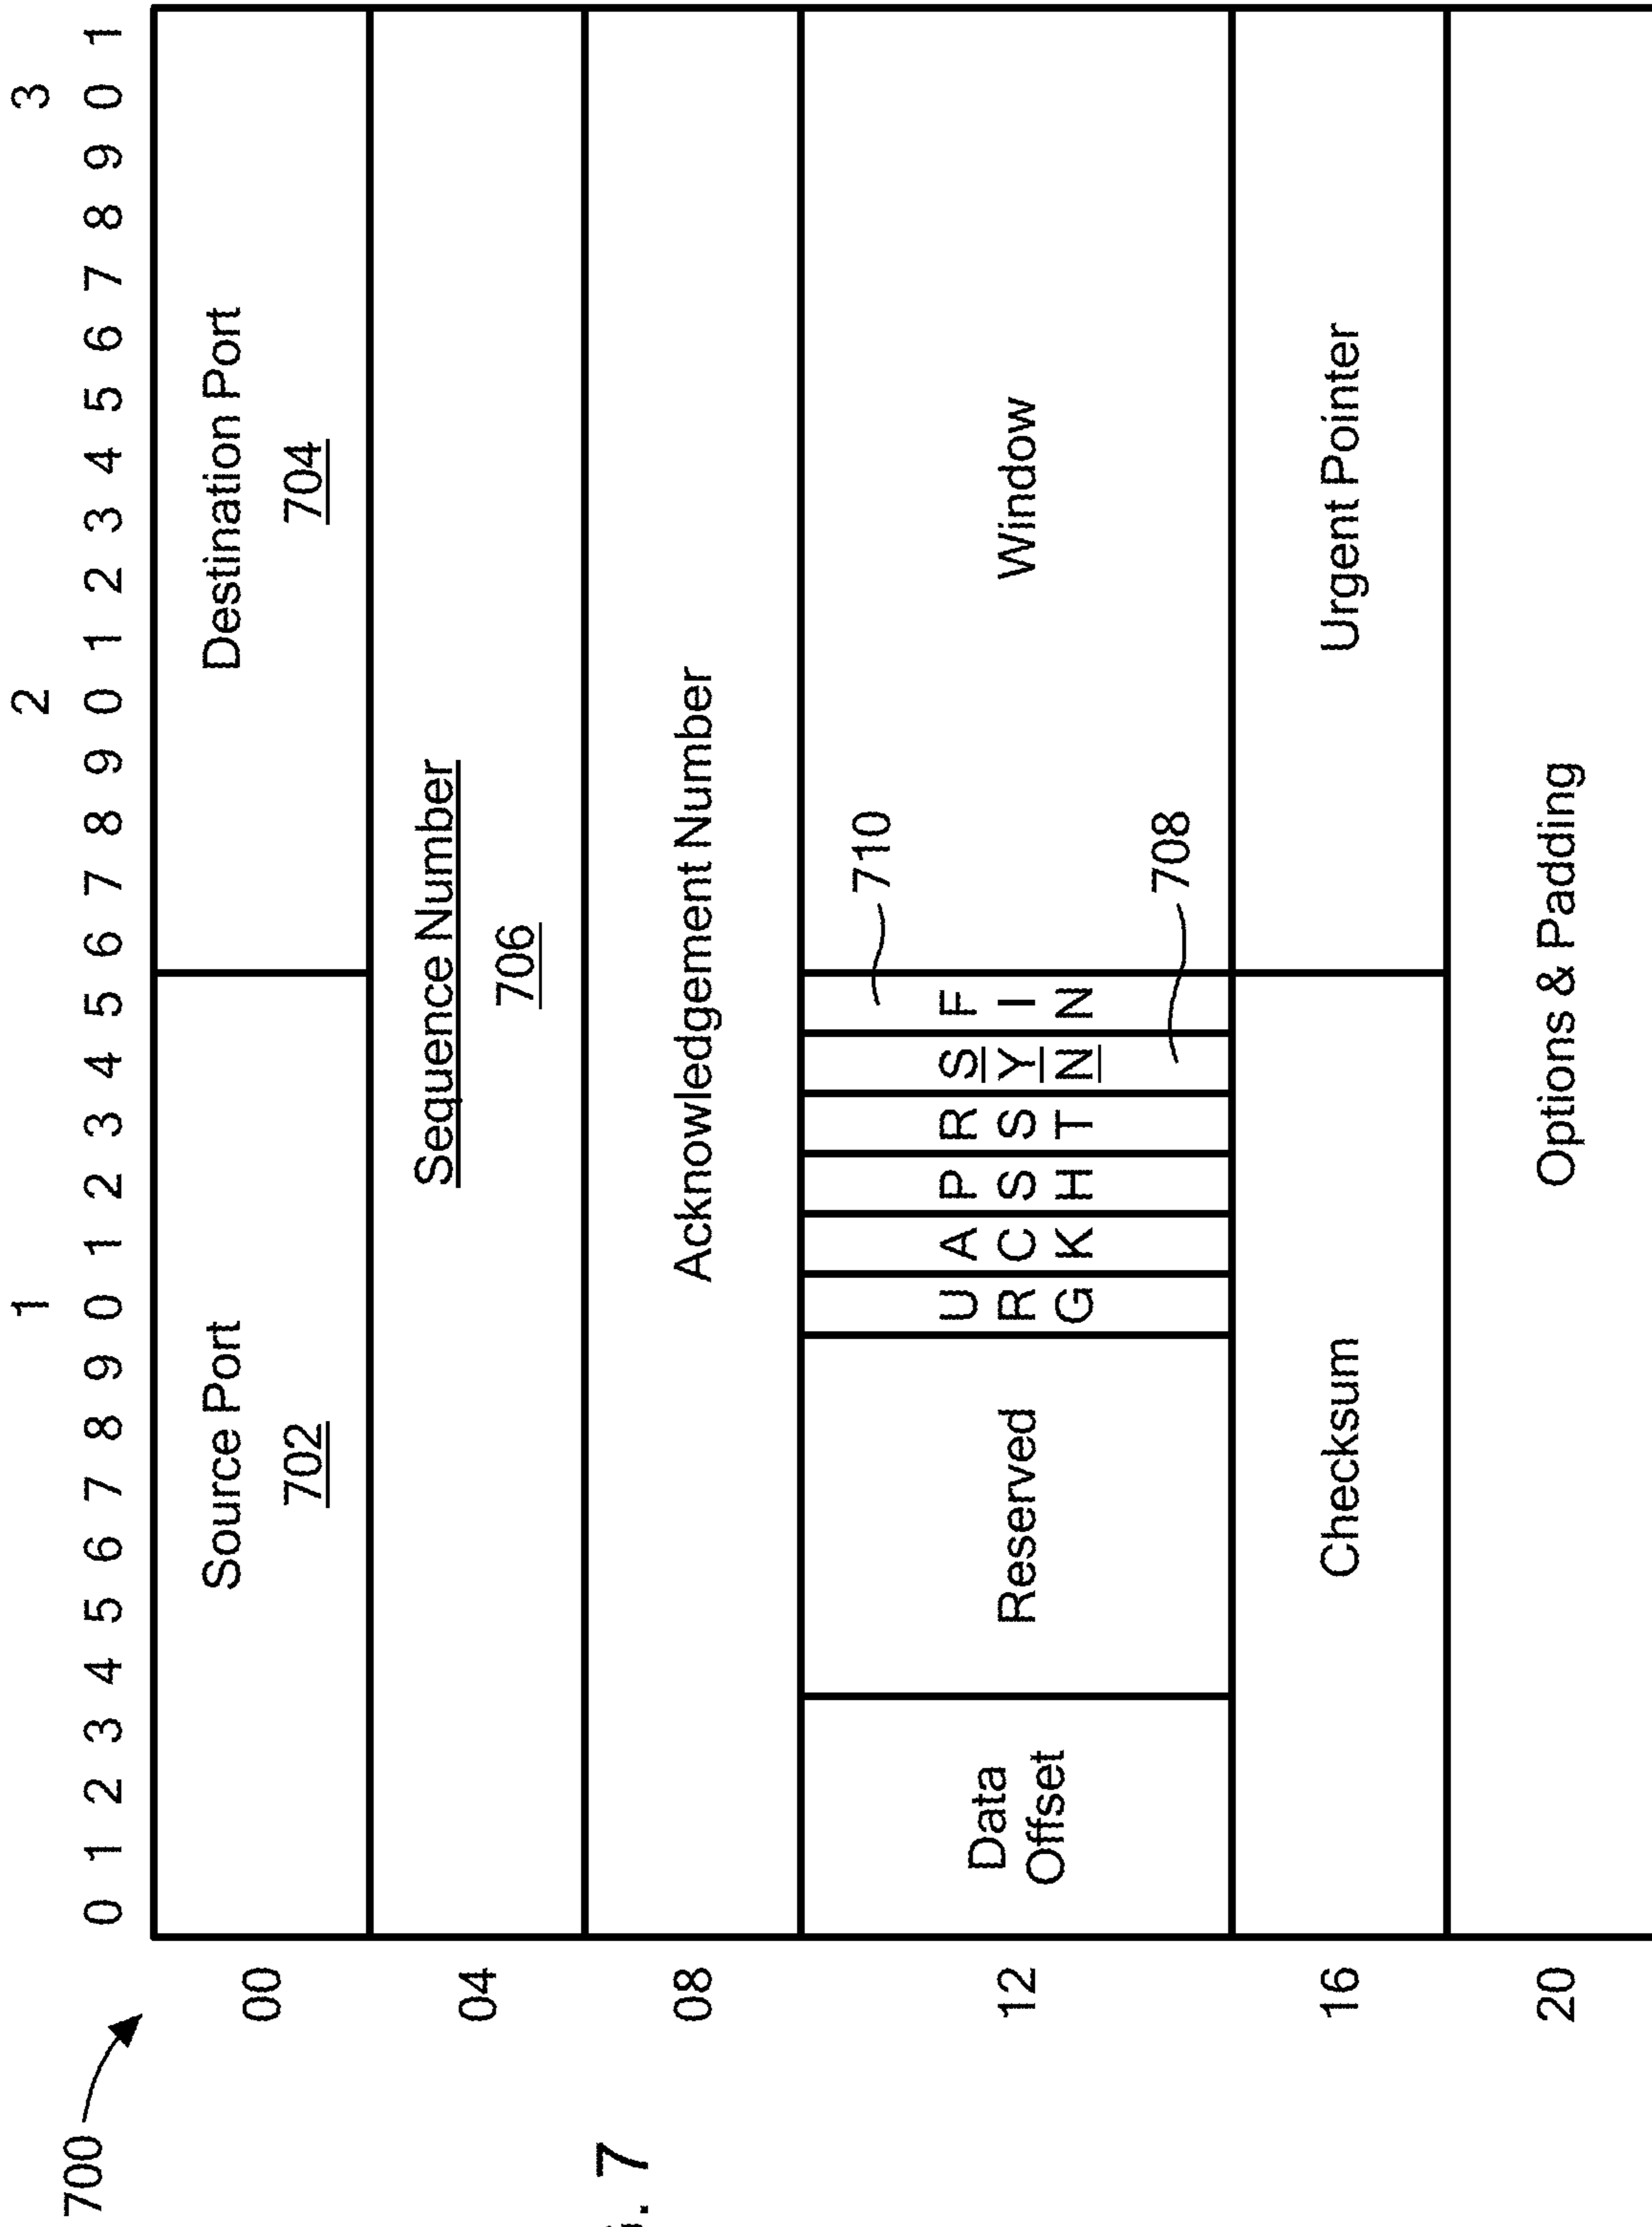 1 2 3
700
0 1 2 3 4 5 6 7 8 9 0 1 2 3 4 5 6 7 8 9 0 1 2 3 4 5 6 7 8 9 0 1
00 Source Port Destination Port
702 704
04 Sequence Number
706
7
08 Acknowledgement Number
710
U A P R S F
Data
12 Reserved R C S S Y I Window
Offset
G K H T N N
708
16 Checksum Urgent Pointer
20 Options & Padding